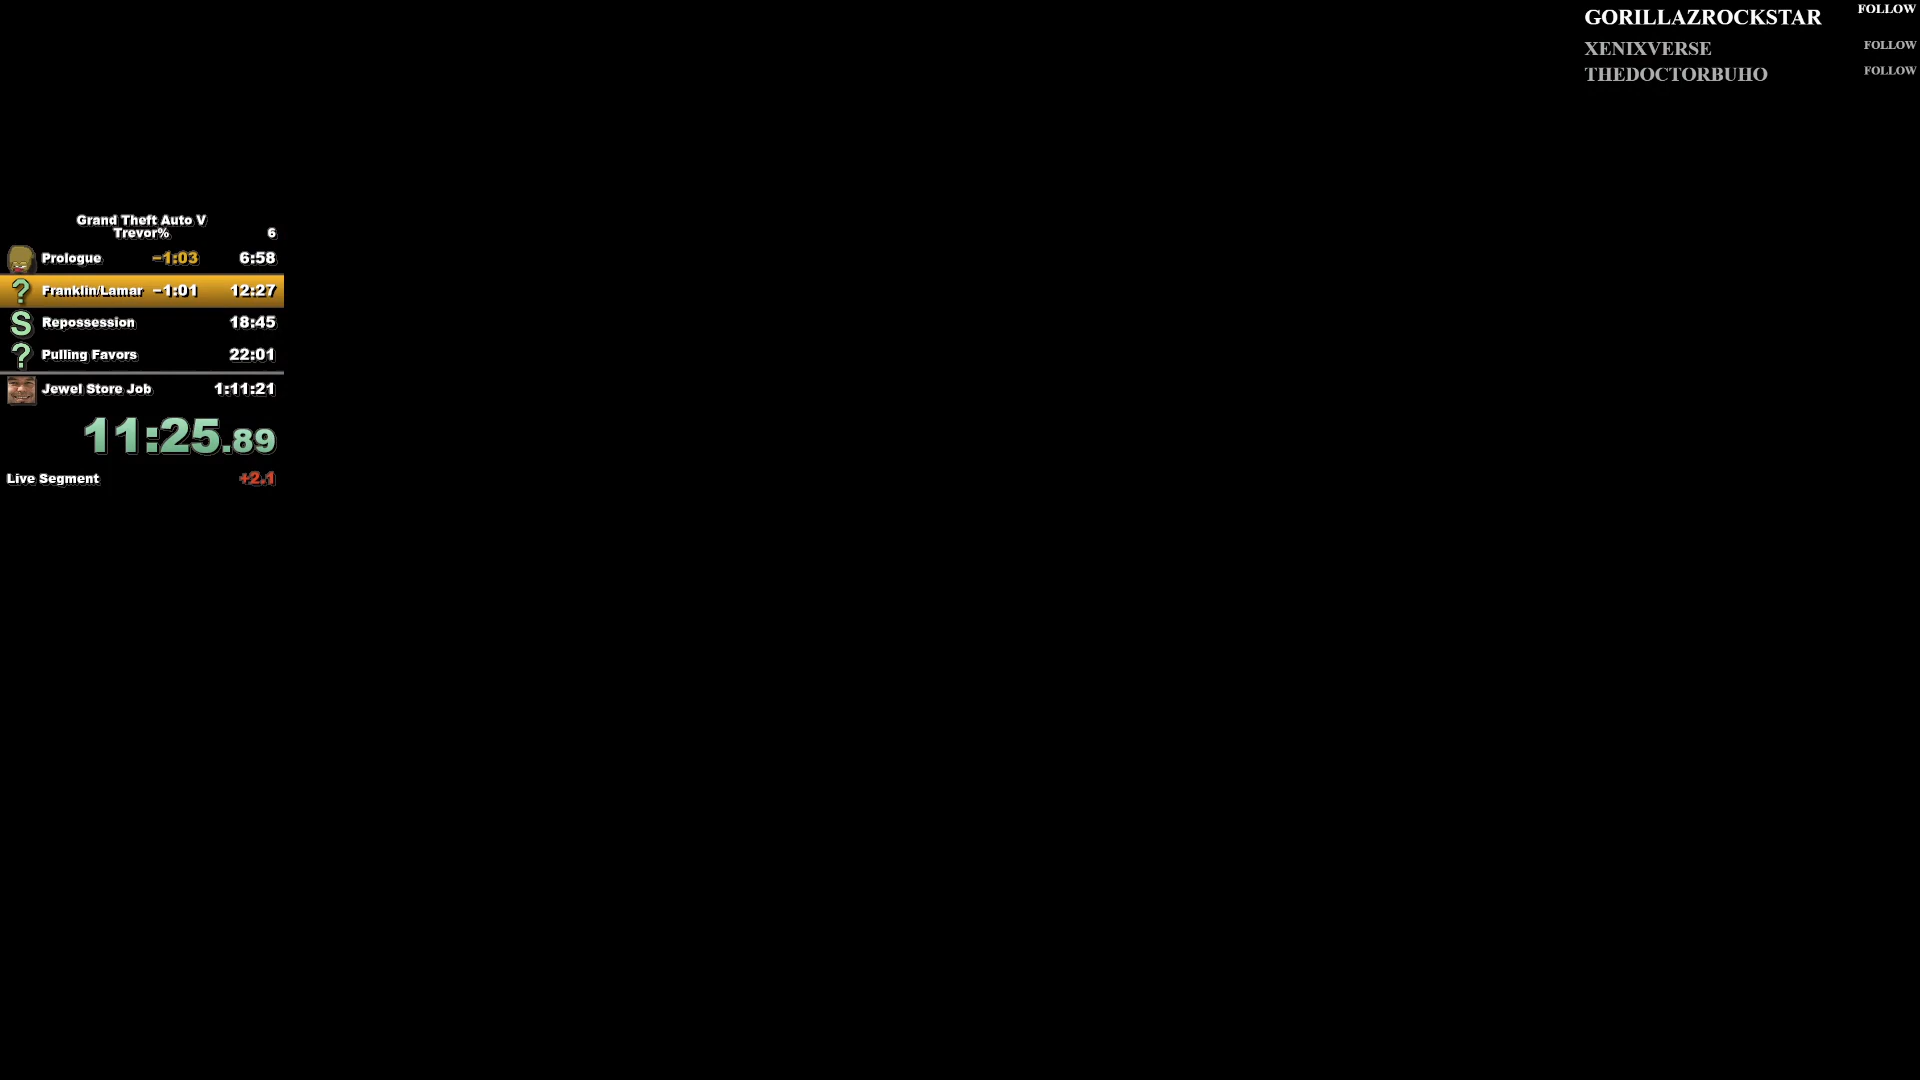 GORILLAZROCKSTAR FOLLOW
XENIXVERSE FOLLOW
THEDOCTORBUHO FOLLOW
Grand Theft Auto V
Trevor% 6
Prologue −1:03 6:58
? Franklin/Lamar −1:01 12:27
S Repossession 18:45
? Pulling Favors 22:01
Jewel Store Job 1:11:21
11:25.89
Live Segment +2.1